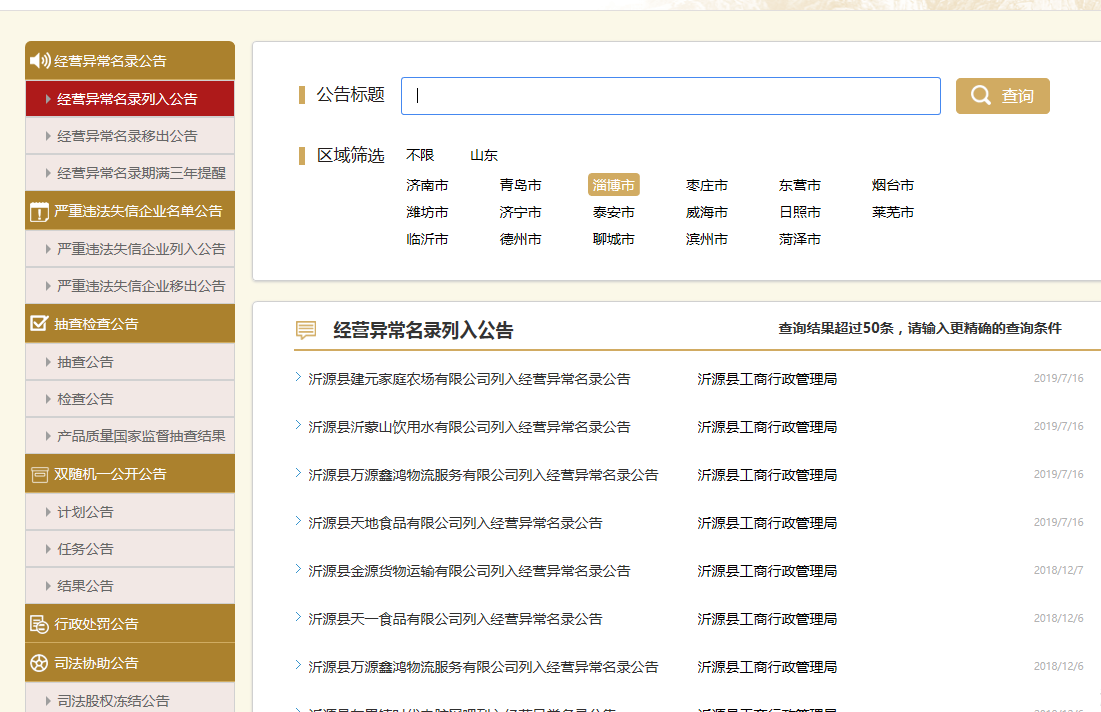 经营异常名录公告
经营异常名录列入公告
经营异常名录移出公告
经营异常名录期满三年提醒
严重违法失信企业名单公告
严重违法失信企业列入公告
严重违法失信企业移出公告
抽查检查公告
抽查公告
检查公告
产品质量国家监督抽查结果
双随机一公开公告
计划公告
任务公告
结果公告
行政处罚公告
司法协助公告
司法股权冻结公告
公告标题 查询
区域筛选 不限 山东
济南市 青岛市 淄博市 枣庄市 东营市 烟台市
潍坊市 济宁市 泰安市 威海市 日照市 莱芜市
临沂市 德州市 聊城市 滨州市 菏泽市
经营异常名录列入公告 查询结果超过50条，请输入更精确的查询条件
沂源县建元家庭农场有限公司列入经营异常名录公告 沂源县工商行政管理局 2019/7/16
沂源县沂蒙山饮用水有限公司列入经营异常名录公告 沂源县工商行政管理局 2019/7/16
沂源县万源鑫鸿物流服务有限公司列入经营异常名录公告 沂源县工商行政管理局 2019/7/16
沂源县天地食品有限公司列入经营异常名录公告 沂源县工商行政管理局 2019/7/16
沂源县金源货物运输有限公司列入经营异常名录公告 沂源县工商行政管理局 2018/12/7
沂源县天一食品有限公司列入经营异常名录公告 沂源县工商行政管理局 2018/12/6
沂源县万源鑫鸿物流服务有限公司列入经营异常名录公告 沂源县工商行政管理局 2018/12/6